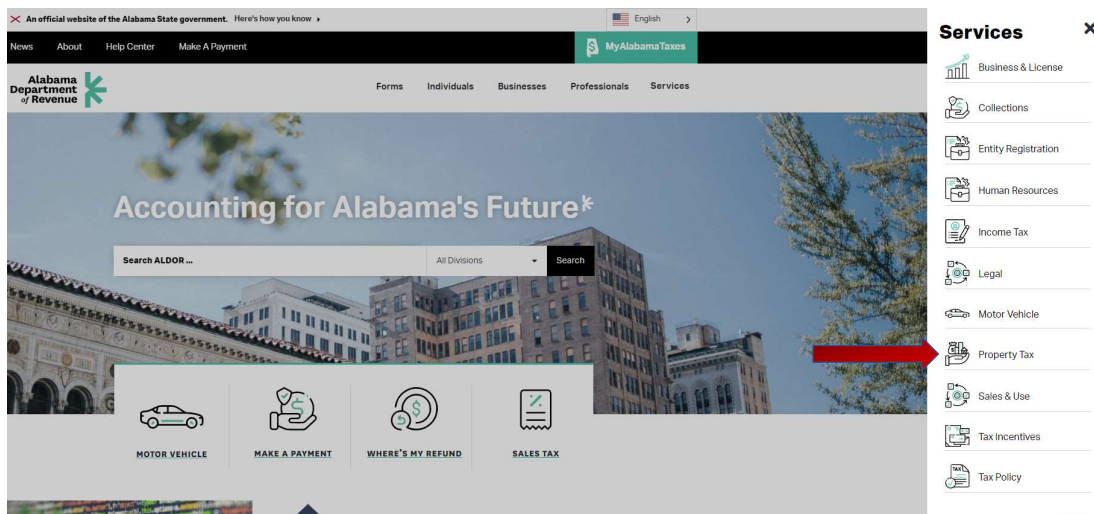 An official website of the Alabama State government. Here's how you know
English
News About Help Center Make A Payment
MyAlabamaTaxes
Alabama
Department
of Revenue
Forms Individuals Businesses Professionals Services
Accounting for Alabama's Future
Search ALDOR ... All Divisions Search
MOTOR VEHICLE MAKE A PAYMENT WHERE'S MY REFUND SALES TAX
Services
Business & License
Collections
Entity Registration
Human Resources
Income Tax
Legal
Motor Vehicle
Property Tax
Sales & Use
Tax Incentives
TAX
Tax Policy